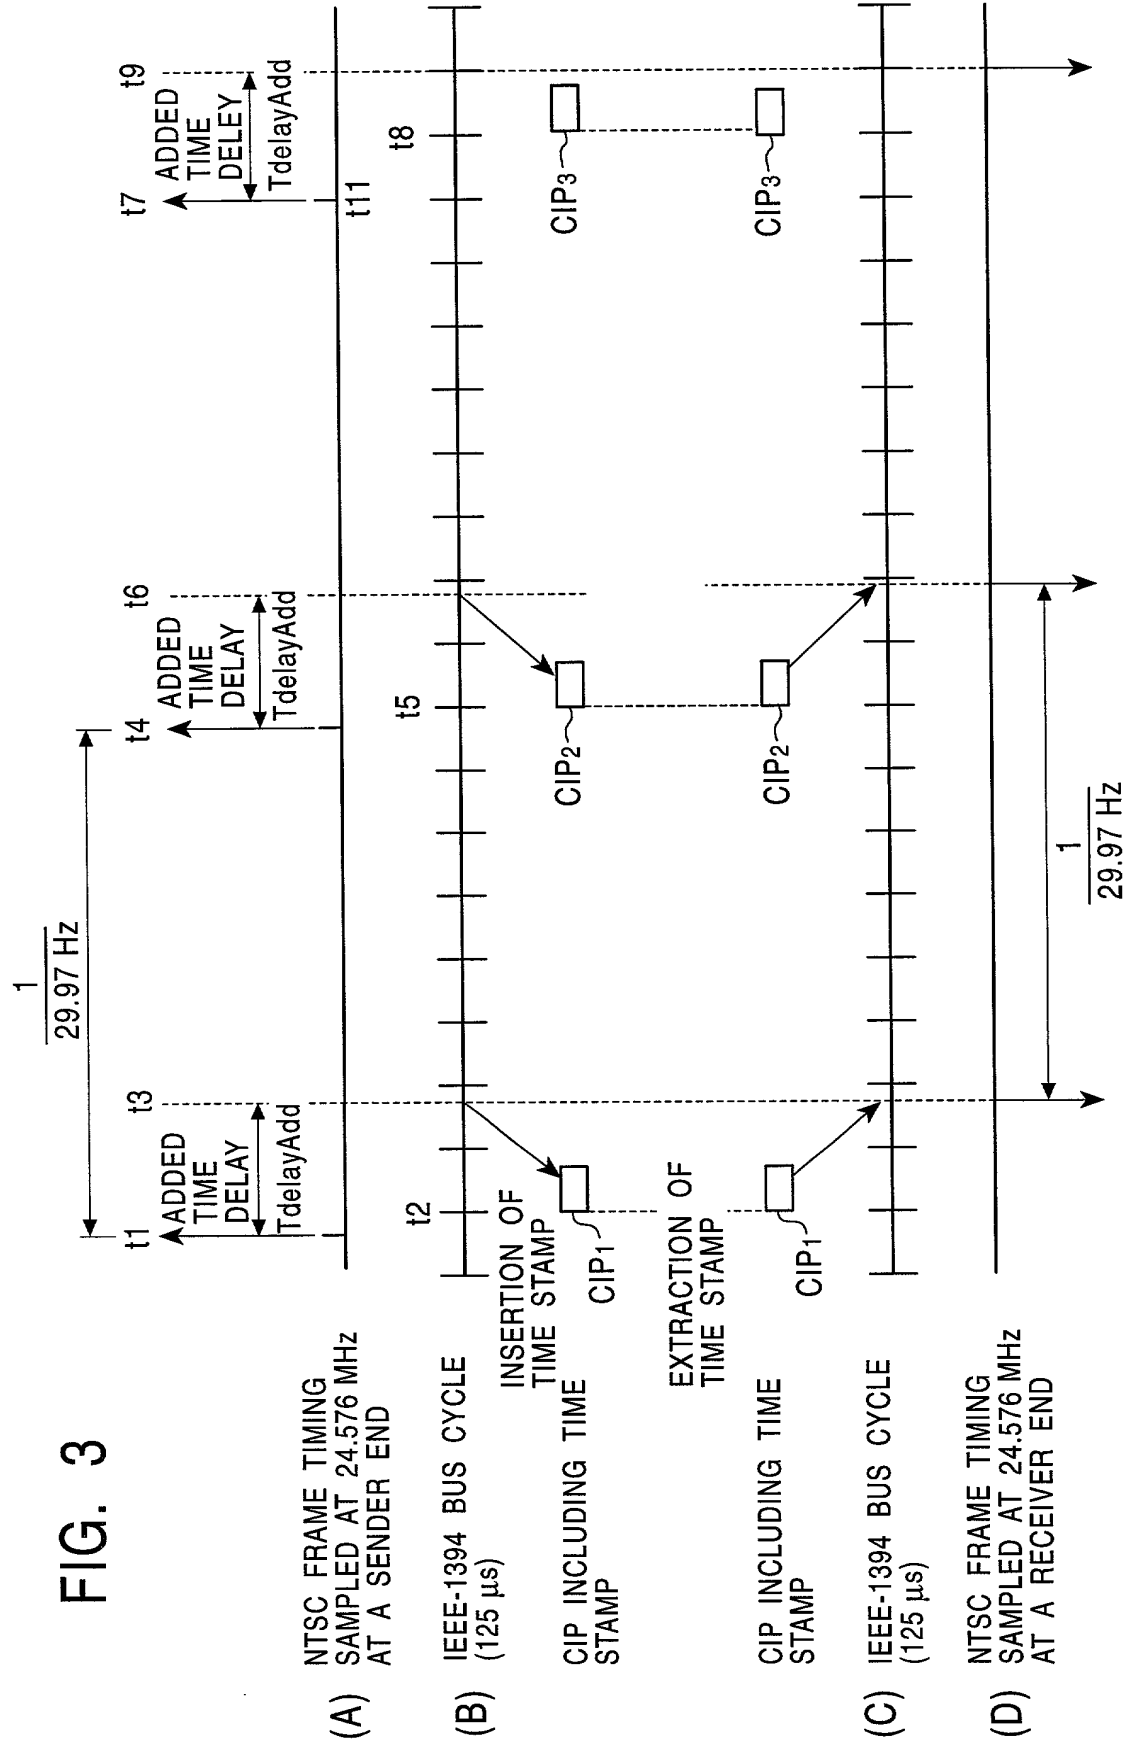 FIG. 3
1
29.97 Hz
t1
t3
t4
t6
t7
t9
ADDED
TIME
DELAY
TdelayAdd
ADDED
TIME
DELAY
TdelayAdd
ADDED
TIME
DELEY
TdelayAdd
(A) NTSC FRAME TIMING
SAMPLED AT 24.576 MHz
AT A SENDER END
t11
t2
t5
t8
(B) IEEE-1394 BUS CYCLE
(125 µs)
INSERTION OF
TIME STAMP
CIP INCLUDING TIME
STAMP
CIP1
CIP2
CIP3
EXTRACTION OF
TIME STAMP
CIP INCLUDING TIME
STAMP
CIP1
CIP2
CIP3
(C) IEEE-1394 BUS CYCLE
(125 µs)
(D) NTSC FRAME TIMING
SAMPLED AT 24.576 MHz
AT A RECEIVER END
1
29.97 Hz